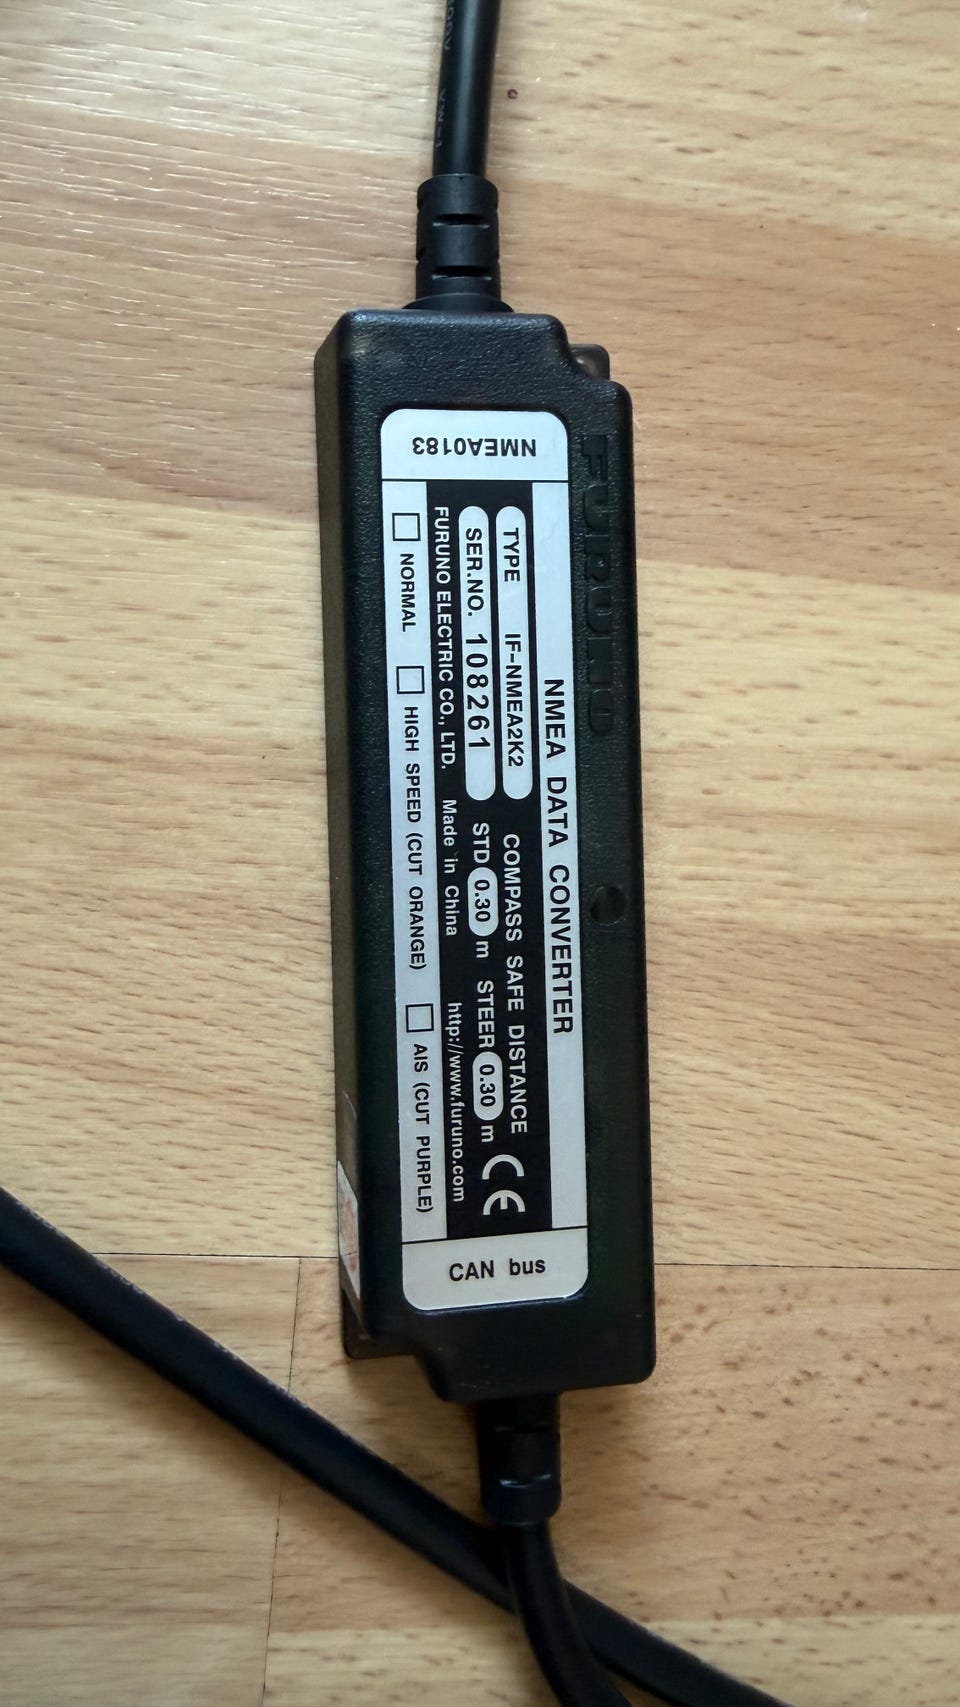 FURUNO
NMEA0183
NMEA DATA CONVERTER
TYPE IF-NMEA2K2
COMPASS SAFE DISTANCE
SER.NO. 108261
STD 0.30 m STEER 0.30 m CE
FURUNO ELECTRIC CO., LTD. Made in China http://www.furuno.com
NORMAL HIGH SPEED (CUT ORANGE) AIS (CUT PURPLE)
CAN bus
VW-1